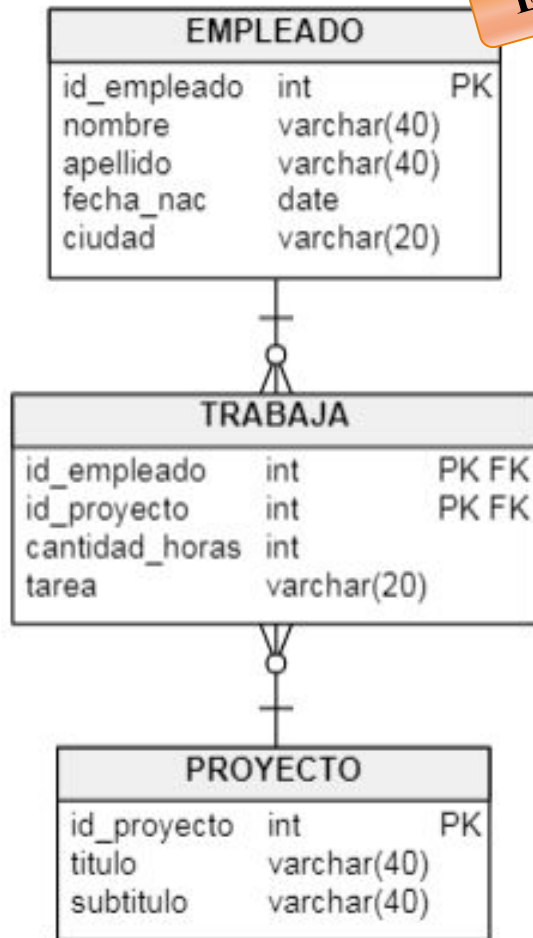 EMPLEADO
id_empleado int PK
nombre varchar(40)
apellido varchar(40)
fecha_nac date
ciudad varchar(20)
TRABAJA
id_empleado int PK FK
id_proyecto int PK FK
cantidad_horas int
tarea varchar(20)
PROYECTO
id_proyecto int PK
titulo varchar(40)
subtitulo varchar(40)